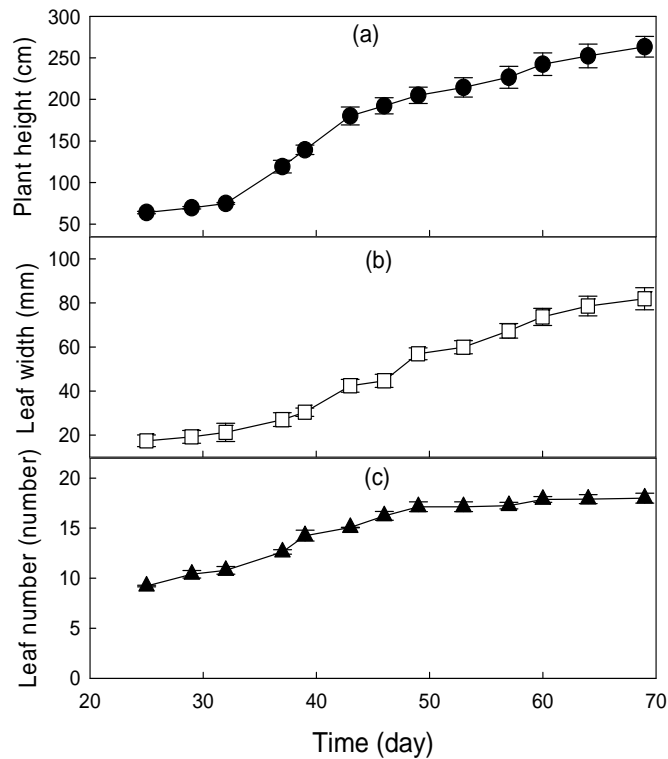 (a)
Plant height (cm)
300
250
200
150
100
50
(b)
Leaf width (mm)
100
80
60
40
20
(c)
Leaf number (number)
20
15
10
5
0
20 30 40 50 60 70
Time (day)